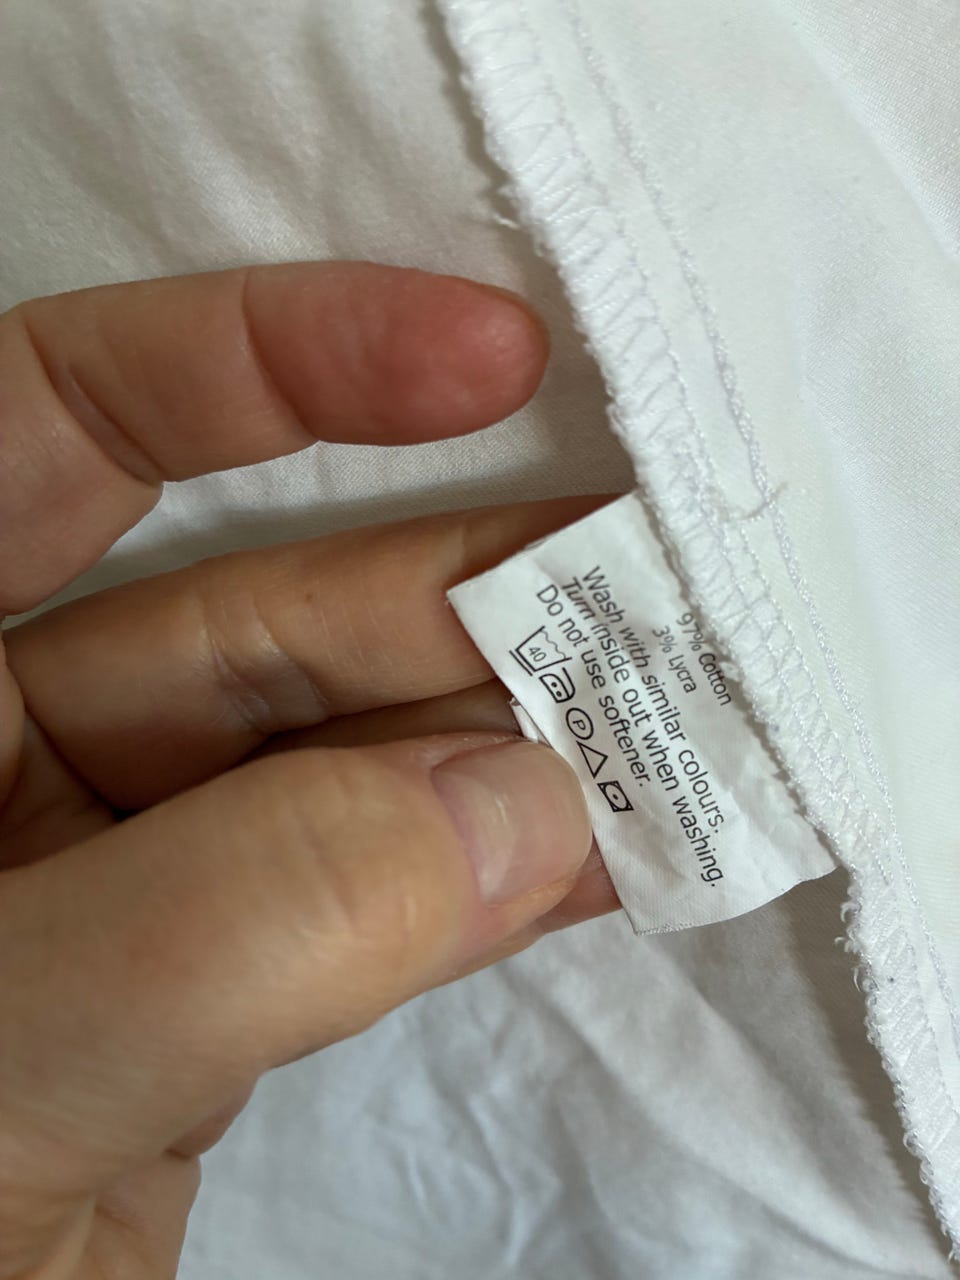 97% Cotton
3% Lycra
Wash with similar colours.
Turn inside out when washing.
Do not use softener.
40
P